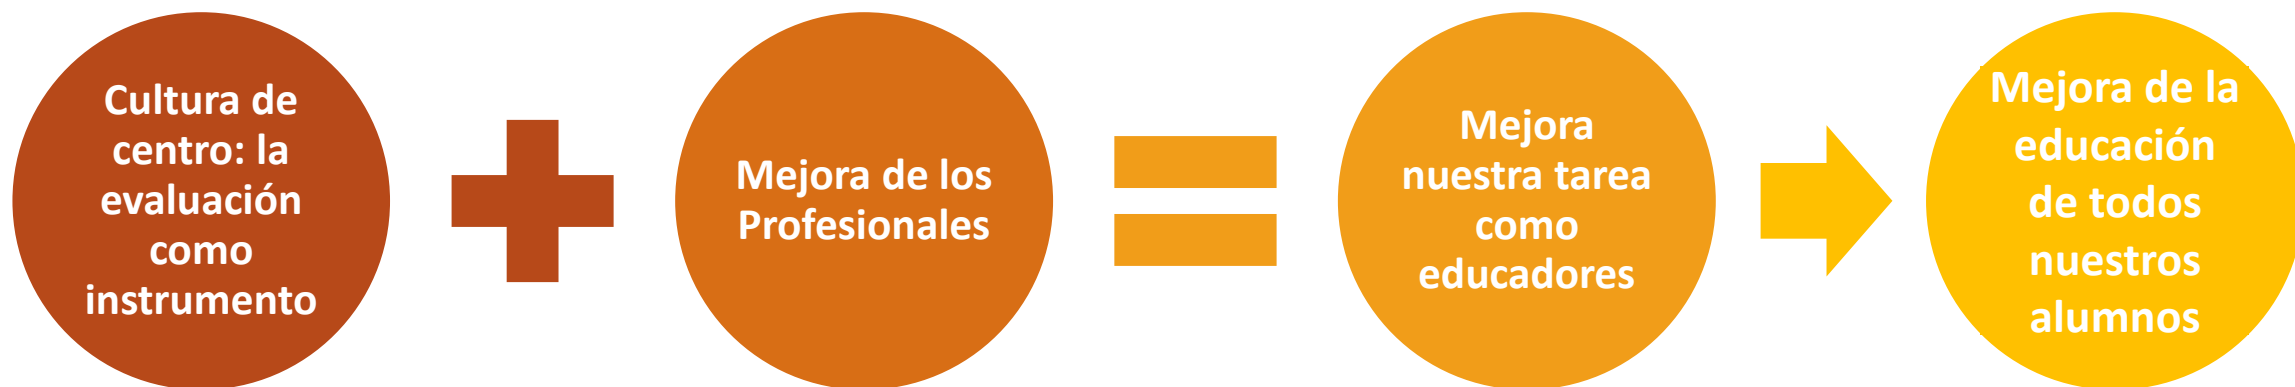 Cultura de
centro: la
evaluación
como
instrumento
Mejora de los
Profesionales
Mejora
nuestra tarea
como
educadores
Mejora de la
educación
de todos
nuestros
alumnos